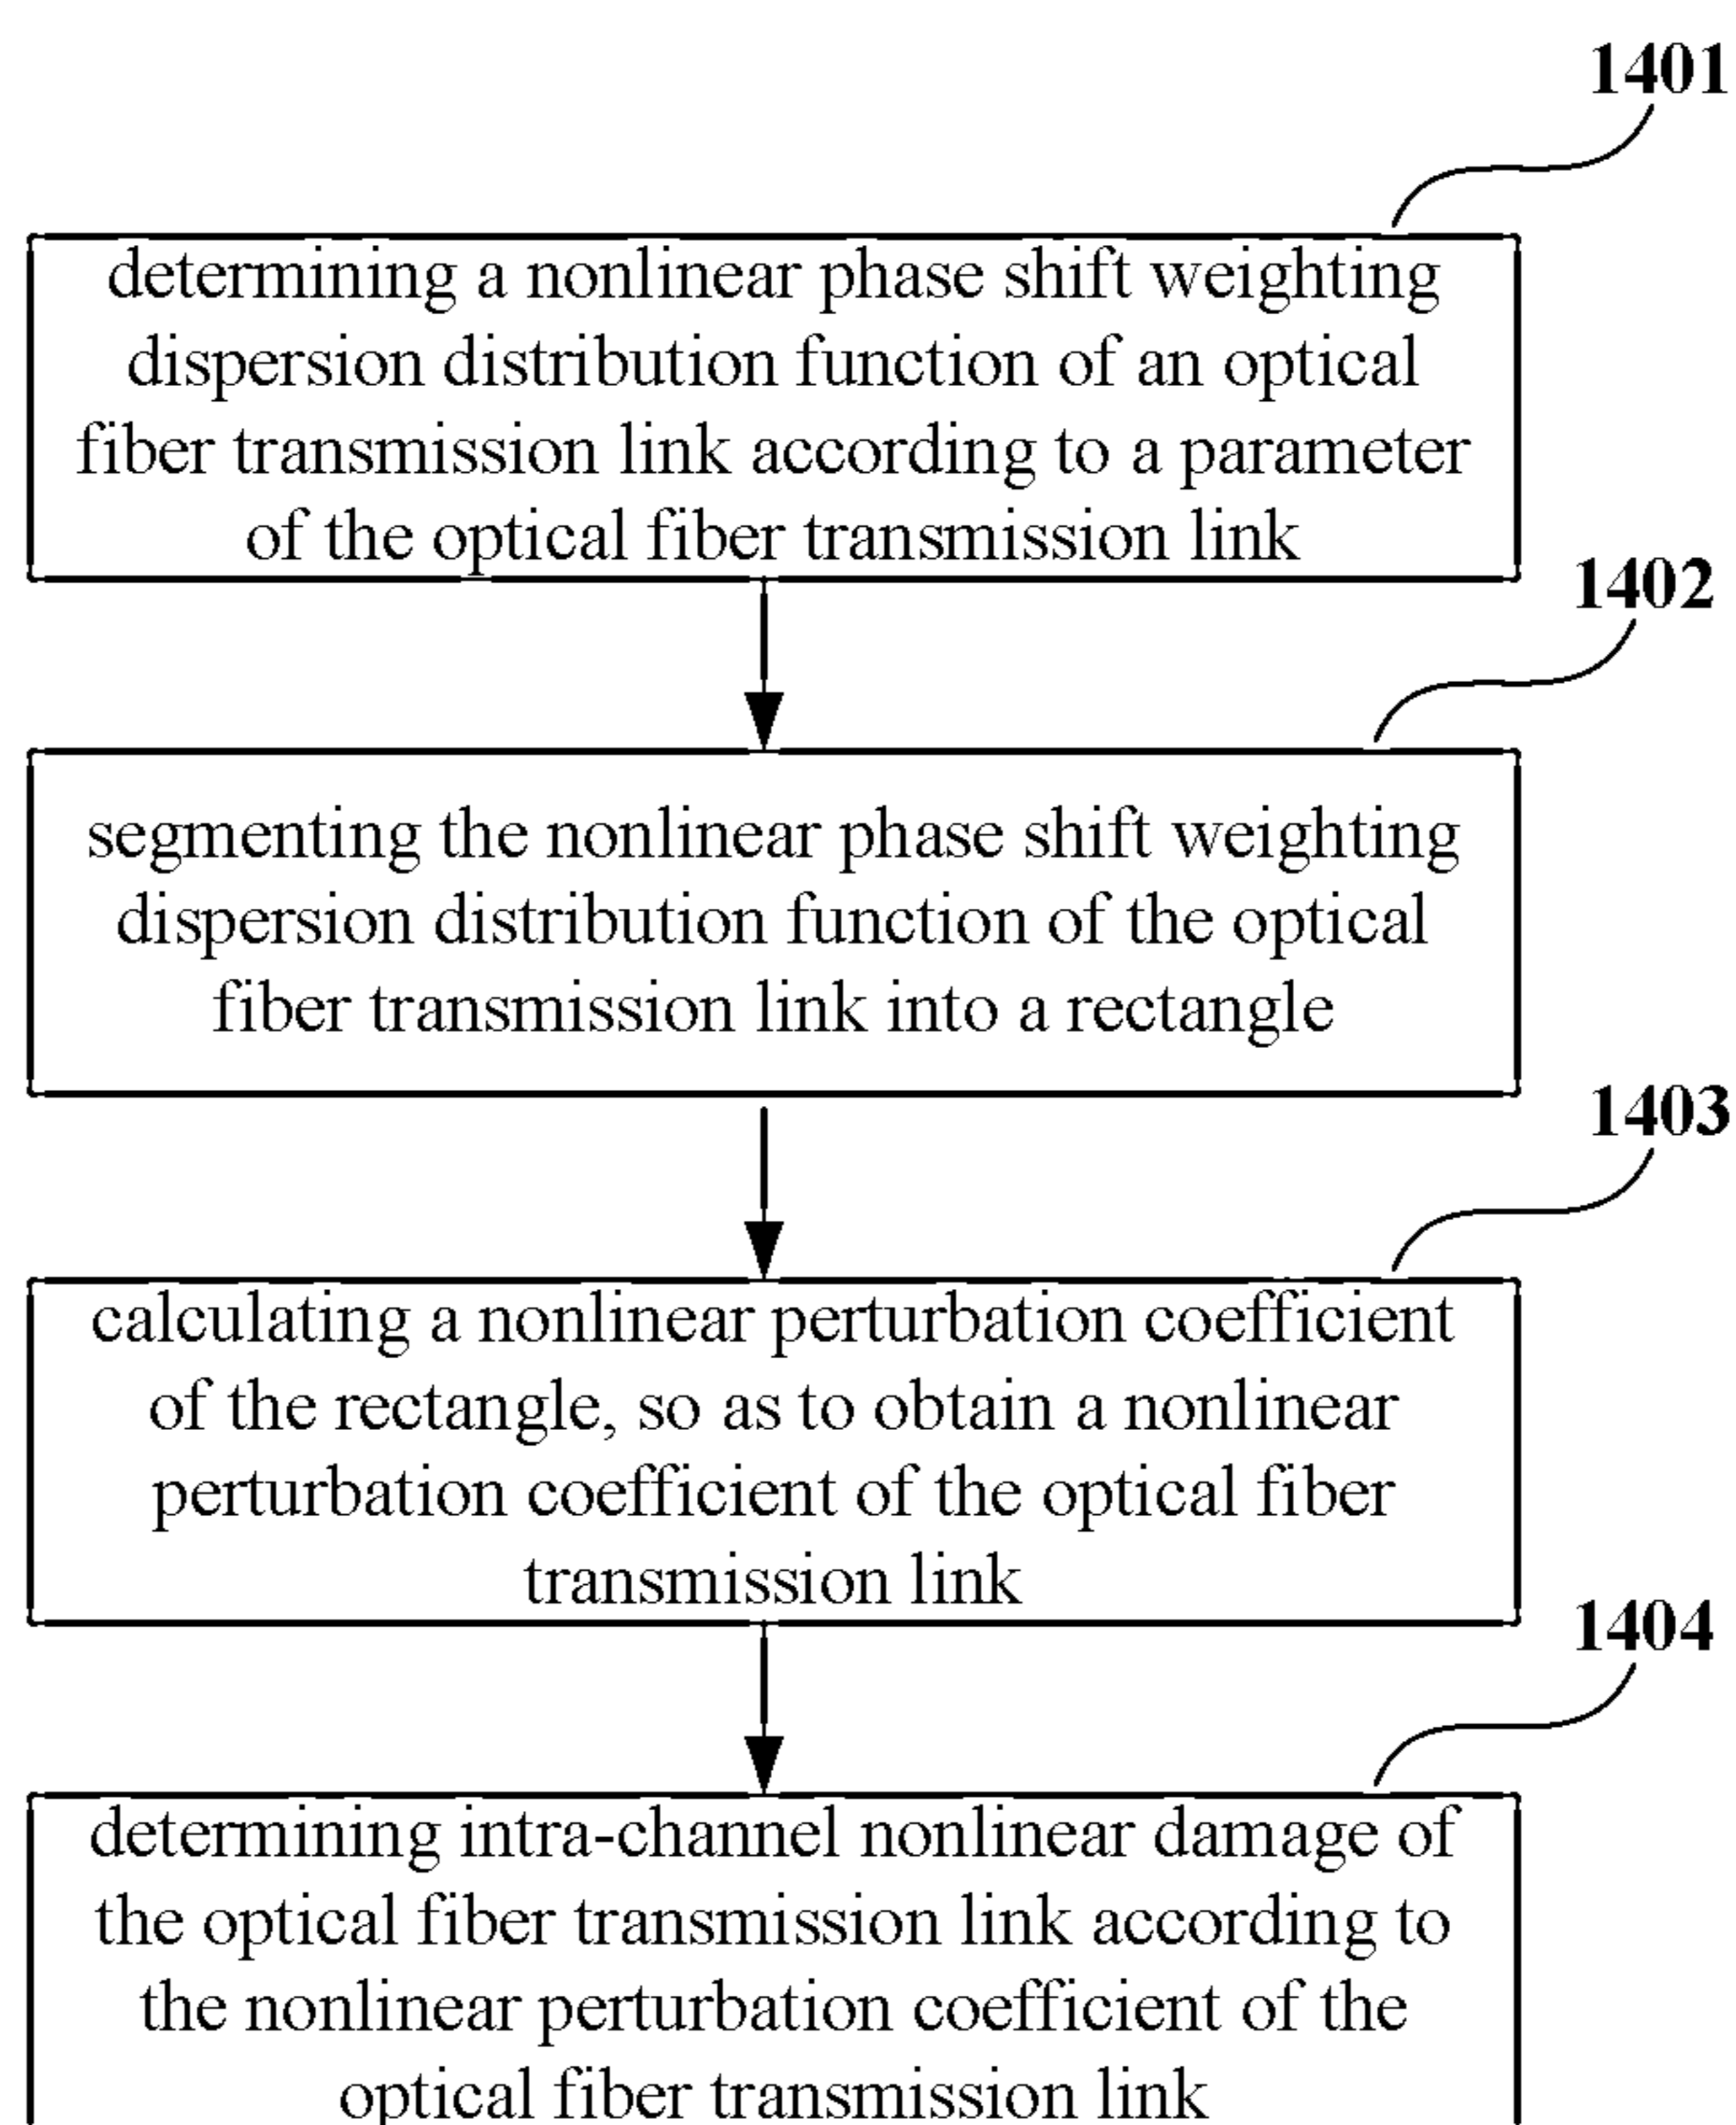 1401
determining a nonlinear phase shift weighting
dispersion distribution function of an optical
fiber transmission link according to a parameter
of the optical fiber transmission link
1402
segmenting the nonlinear phase shift weighting
dispersion distribution function of the optical
fiber transmission link into a rectangle
1403
calculating a nonlinear perturbation coefficient
of the rectangle, so as to obtain a nonlinear
perturbation coefficient of the optical fiber
transmission link
1404
determining intra-channel nonlinear damage of
the optical fiber transmission link according to
the nonlinear perturbation coefficient of the
optical fiber transmission link